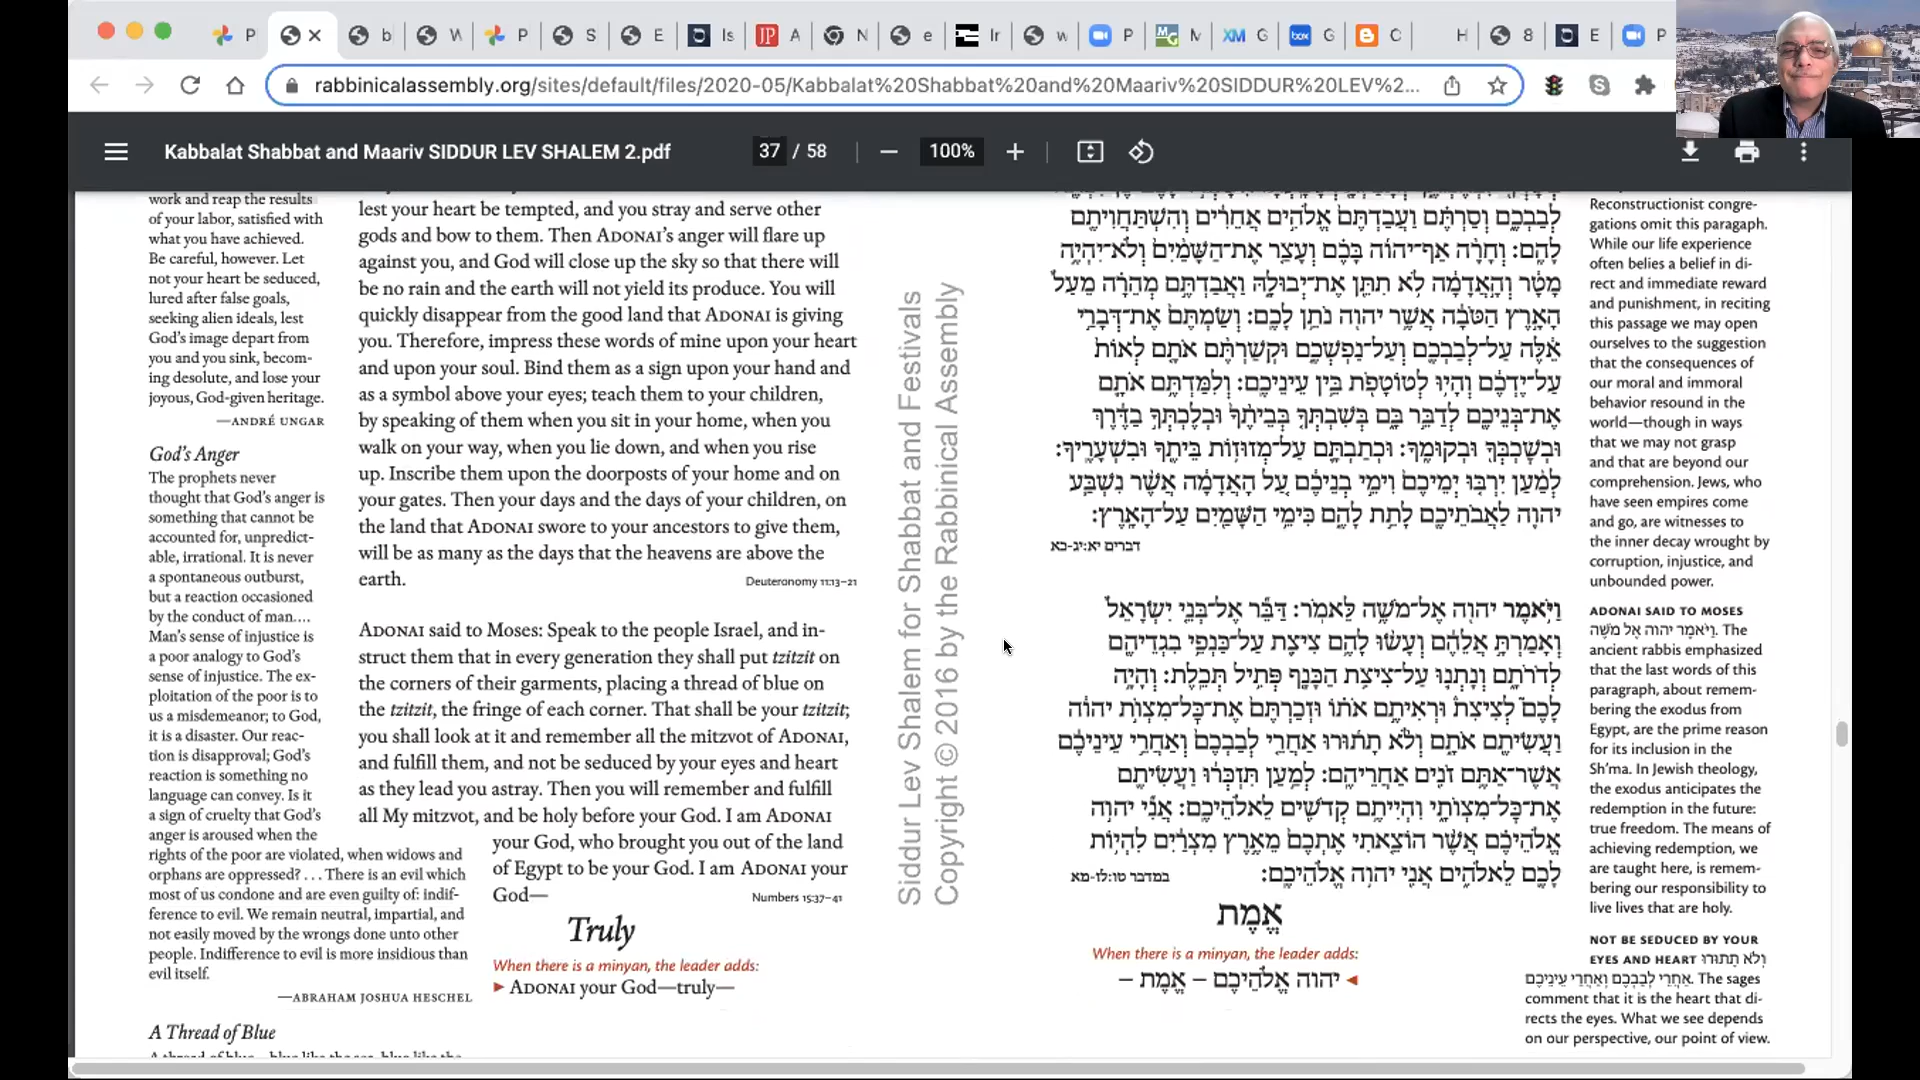 P
b
W
P
S
E
Is
A
N
e
Ir
w
P
M
G
G
C
H
8
E
P
rabbinicalassembly.org/sites/default/files/2020-05/Kabbalat%20Shabbat%20and%20Maariv%20SIDDUR%20LEV%2...
Kabbalat Shabbat and Maariv SIDDUR LEV SHALEM 2.pdf
37 / 58
100%
work and reap the results
of your labor, satisfied with
what you have achieved.
Be careful, however. Let
not your heart be seduced,
lured after false goals,
seeking alien ideals, lest
God's image depart from
you and you sink, becom-
ing desolate, and lose your
joyous, God-given heritage.
—ANDRÉ UNGAR
God's Anger
The prophets never
thought that God's anger is
something that cannot be
accounted for, unpredict-
able, irrational. It is never
a spontaneous outburst,
but a reaction occasioned
by the conduct of man....
Man's sense of injustice is
a poor analogy to God's
sense of injustice. The ex-
ploitation of the poor is to
us a misdemeanor; to God,
it is a disaster. Our reac-
tion is disapproval; God's
reaction is something no
language can convey. Is it
a sign of cruelty that God's
anger is aroused when the
rights of the poor are violated, when widows and
orphans are oppressed? . . . There is an evil which
most of us condone and are even guilty of: indif-
ference to evil. We remain neutral, impartial, and
not easily moved by the wrongs done unto other
people. Indifference to evil is more insidious than
evil itself.
—ABRAHAM JOSHUA HESCHEL
A Thread of Blue
lest your heart be tempted, and you stray and serve other
gods and bow to them. Then ADONAI's anger will flare up
against you, and God will close up the sky so that there will
be no rain and the earth will not yield its produce. You will
quickly disappear from the good land that ADONAI is giving
you. Therefore, impress these words of mine upon your heart
and upon your soul. Bind them as a sign upon your hand and
as a symbol above your eyes; teach them to your children,
by speaking of them when you sit in your home, when you
walk on your way, when you lie down, and when you rise
up. Inscribe them upon the doorposts of your home and on
your gates. Then your days and the days of your children, on
the land that ADONAI swore to your ancestors to give them,
will be as many as the days that the heavens are above the
earth.
Deuteronomy 11:13–21
ADONAI said to Moses: Speak to the people Israel, and in-
struct them that in every generation they shall put tzitzit on
the corners of their garments, placing a thread of blue on
the tzitzit, the fringe of each corner. That shall be your tzitzit;
you shall look at it and remember all the mitzvot of ADONAI,
and fulfill them, and not be seduced by your eyes and heart
as they lead you astray. Then you will remember and fulfill
all My mitzvot, and be holy before your God. I am ADONAI
your God, who brought you out of the land
of Egypt to be your God. I am ADONAI your
God—
Numbers 15:37–41
Truly
When there is a minyan, the leader adds:
▶ ADONAI your God—truly—
Siddur Lev Shalem for Shabbat and Festivals
Copyright © 2016 by the Rabbinical Assembly
לְבַבְכֶם וְסַרְתֶּם וַעֲבַדְתֶּם אֱלֹהִים אֲחֵרִים וְהִשְׁתַּחֲוִיתֶם
לָהֶם: וְחָרָה אַף־יהוה בָּכֶם וְעָצַר אֶת־הַשָּׁמַיִם וְלֹא־יִהְיֶה
מָטָר וְהָאֲדָמָה לֹא תִתֵּן אֶת־יְבוּלָהּ וַאֲבַדְתֶּם מְהֵרָה מֵעַל
הָאָרֶץ הַטֹּבָה אֲשֶׁר יהוה נֹתֵן לָכֶם: וְשַׂמְתֶּם אֶת־דְּבָרַי
אֵלֶּה עַל־לְבַבְכֶם וְעַל־נַפְשְׁכֶם וּקְשַׁרְתֶּם אֹתָם לְאוֹת
עַל־יֶדְכֶם וְהָיוּ לְטוֹטָפֹת בֵּין עֵינֵיכֶם: וְלִמַּדְתֶּם אֹתָם
אֶת־בְּנֵיכֶם לְדַבֵּר בָּם בְּשִׁבְתְּךָ בְּבֵיתֶךָ וּבְלֶכְתְּךָ בַדֶּרֶךְ
וּבְשָׁכְבְּךָ וּבְקוּמֶךָ: וּכְתַבְתָּם עַל־מְזוּזוֹת בֵּיתֶךָ וּבִשְׁעָרֶיךָ:
לְמַעַן יִרְבּוּ יְמֵיכֶם וִימֵי בְנֵיכֶם עַל הָאֲדָמָה אֲשֶׁר נִשְׁבַּע
יהוה לַאֲבֹתֵיכֶם לָתֵת לָהֶם כִּימֵי הַשָּׁמַיִם עַל־הָאָרֶץ:
דברים יא:יג-כא
וַיֹּאמֶר יהוה אֶל־מֹשֶׁה לֵּאמֹר: דַּבֵּר אֶל־בְּנֵי יִשְׂרָאֵל
וְאָמַרְתָּ אֲלֵהֶם וְעָשׂוּ לָהֶם צִיצִת עַל־כַּנְפֵי בִגְדֵיהֶם
לְדֹרֹתָם וְנָתְנוּ עַל־צִיצִת הַכָּנָף פְּתִיל תְּכֵלֶת: וְהָיָה
לָכֶם לְצִיצִת וּרְאִיתֶם אֹתוֹ וּזְכַרְתֶּם אֶת־כָּל־מִצְוֹת יהוה
וַעֲשִׂיתֶם אֹתָם וְלֹא תָתוּרוּ אַחֲרֵי לְבַבְכֶם וְאַחֲרֵי עֵינֵיכֶם
אֲשֶׁר־אַתֶּם זֹנִים אַחֲרֵיהֶם: לְמַעַן תִּזְכְּרוּ וַעֲשִׂיתֶם
אֶת־כָּל־מִצְוֹתָי וִהְיִיתֶם קְדֹשִׁים לֵאלֹהֵיכֶם: אֲנִי יהוה
אֱלֹהֵיכֶם אֲשֶׁר הוֹצֵאתִי אֶתְכֶם מֵאֶרֶץ מִצְרַיִם לִהְיוֹת
לָכֶם לֵאלֹהִים אֲנִי יהוה אֱלֹהֵיכֶם:
במדבר טו:לז-מא
אֱמֶת
When there is a minyan, the leader adds:
◀ יהוה אֱלֹהֵיכֶם – אֱמֶת –
Reconstructionist congre-
gations omit this paragraph.
While our life experience
often belies a belief in di-
rect and immediate reward
and punishment, in reciting
this passage we may open
ourselves to the suggestion
that the consequences of
our moral and immoral
behavior resound in the
world—though in ways
that we may not grasp
and that are beyond our
comprehension. Jews, who
have seen empires come
and go, are witnesses to
the inner decay wrought by
corruption, injustice, and
unbounded power.
ADONAI SAID TO MOSES
וַיֹּאמֶר יהוה אֶל מֹשֶׁה. The
ancient rabbis emphasized
that the last words of this
paragraph, about remem-
bering the exodus from
Egypt, are the prime reason
for its inclusion in the
Sh'ma. In Jewish theology,
the exodus anticipates the
redemption in the future:
true freedom. The means of
achieving redemption, we
are taught here, is remem-
bering our responsibility to
live lives that are holy.
NOT BE SEDUCED BY YOUR
EYES AND HEART וְלֹא תָתוּרוּ
אַחֲרֵי לְבַבְכֶם וְאַחֲרֵי עֵינֵיכֶם. The sages
comment that it is the heart that di-
rects the eyes. What we see depends
on our perspective, our point of view.